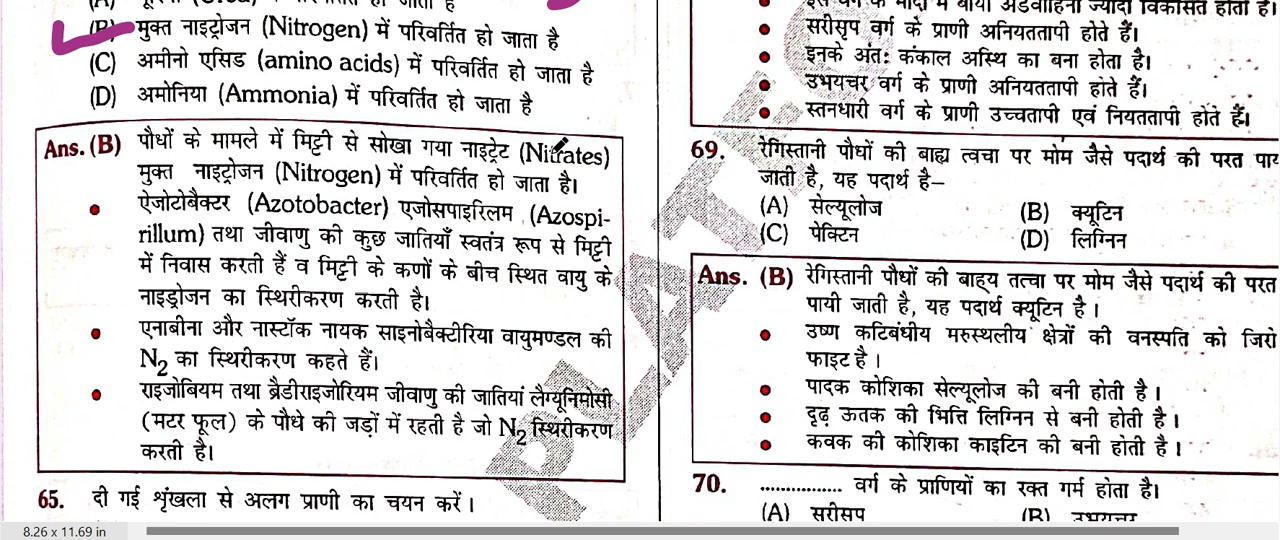 (A)
(B) मुक्त नाइट्रोजन (Nitrogen) में परिवर्तित हो जाता है
(C) अमीनो एसिड (amino acids) में परिवर्तित हो जाता है
(D) अमोनिया (Ammonia) में परिवर्तित हो जाता है
Ans. (B) पौधों के मामले में मिट्टी से सोखा गया नाइट्रेट (Nitrates)
मुक्त नाइट्रोजन (Nitrogen) में परिवर्तित हो जाता है।
ऐजोटोबैक्टर (Azotobacter) एजोसपाइरिलम (Azospi-
rillum) तथा जीवाणु की कुछ जातियाँ स्वतंत्र रूप से मिट्टी
में निवास करती हैं व मिट्टी के कणों के बीच स्थित वायु के
नाइड्रोजन का स्थिरीकरण करती है।
एनाबीना और नास्टॉक नायक साइनोबैक्टीरिया वायुमण्डल की
N2 का स्थिरीकरण कहते हैं।
राइजोबियम तथा ब्रैडीराइजोरियम जीवाणु की जातियां लैग्यूनिमोसी
(मटर फूल) के पौधे की जड़ों में रहती है जो N2 स्थिरीकरण
करती है।
65. दी गई शृंखला से अलग प्राणी का चयन करें।
इस वर्ग के मादा में बायाँ अंडवाहिनी ज्यादा विकसित होता है।
सरीसृप वर्ग के प्राणी अनियततापी होते हैं।
इनके अंतः कंकाल अस्थि का बना होता है।
उभयचर वर्ग के प्राणी अनियततापी होते हैं।
स्तनधारी वर्ग के प्राणी उच्चतापी एवं नियततापी होते हैं।
69. रेगिस्तानी पौधों की बाह्य त्वचा पर मोम जैसे पदार्थ की परत पाय
जाती है, यह पदार्थ है–
(A) सेल्यूलोज (B) क्यूटिन
(C) पेक्टिन (D) लिग्निन
Ans. (B) रेगिस्तानी पौधों की बाह्य तत्चा पर मोम जैसे पदार्थ की परत
पायी जाती है, यह पदार्थ क्यूटिन है।
उष्ण कटिबंधीय मरुस्थलीय क्षेत्रों की वनस्पति को जिरो
फाइट है।
पादक कोशिका सेल्यूलोज की बनी होती है।
दृढ़ ऊतक की भित्ति लिग्निन से बनी होती है।
कवक की कोशिका काइटिन की बनी होती है।
70. ................ वर्ग के प्राणियों का रक्त गर्म होता है।
(A) सरीसृप (B) उभयचर
8.26 x 11.69 in